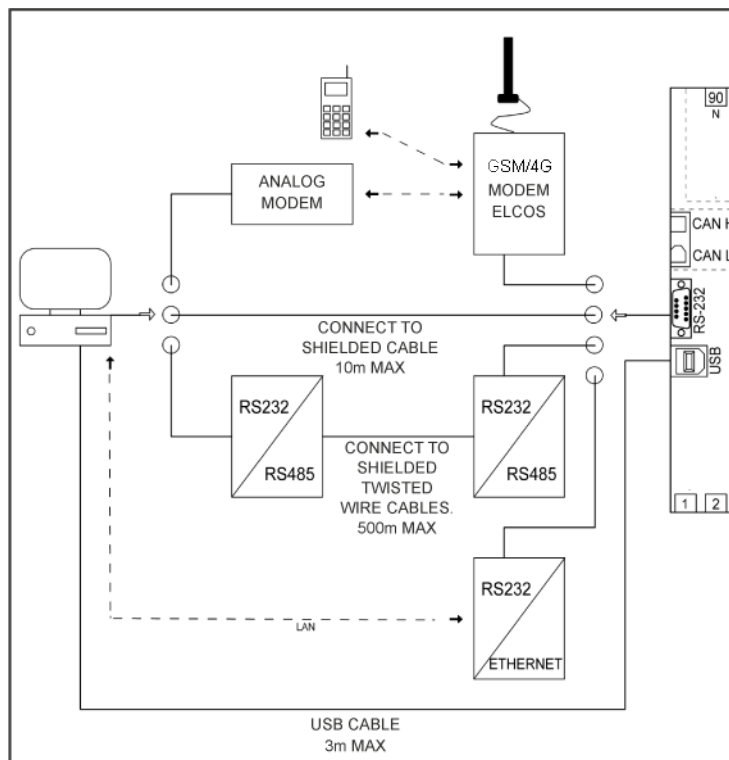 90
N
GSM/4G
MODEM
ELCOS
ANALOG
MODEM
CAN H
CAN L
RS-232
USB
CONNECT TO
SHIELDED CABLE
10m MAX
RS232
RS485
RS232
RS485
CONNECT TO
SHIELDED
TWISTED
WIRE CABLES.
500m MAX
1 2
RS232
ETHERNET
LAN
USB CABLE
3m MAX